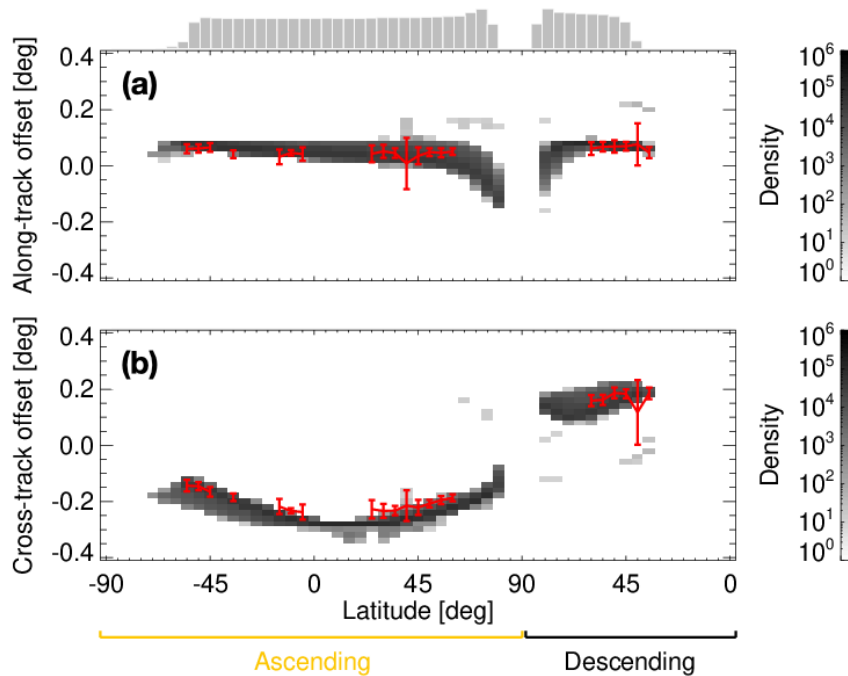 (a)
Along-track offset [deg]
0.4
0.2
0.0
-0.2
-0.4
Density
10^6
10^5
10^4
10^3
10^2
10^1
10^0
(b)
Cross-track offset [deg]
0.4
0.2
0.0
-0.2
-0.4
Density
10^6
10^5
10^4
10^3
10^2
10^1
10^0
-90 -45 0 45 90 45 0
Latitude [deg]
Ascending Descending